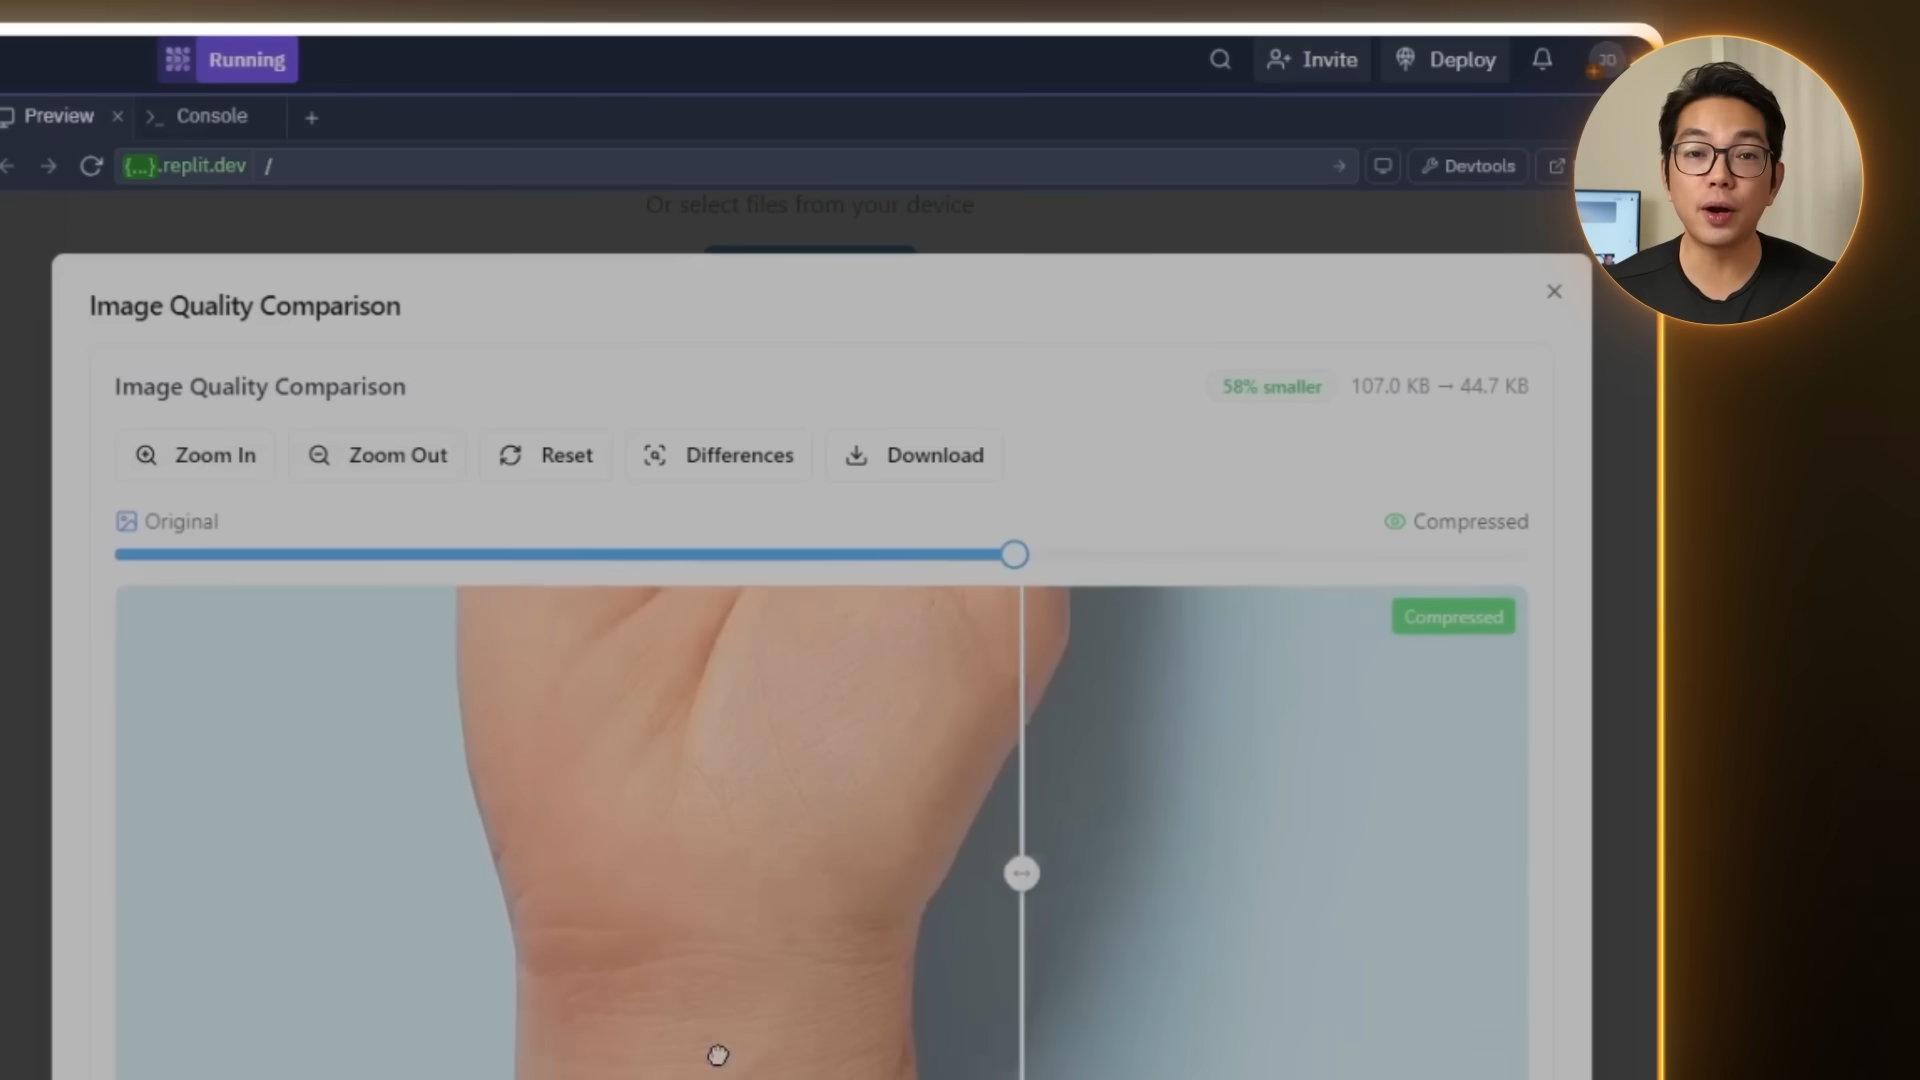 Running
Invite
Deploy
JD
Preview
Console
{...}.replit.dev /
Devtools
Or select files from your device
Image Quality Comparison
Image Quality Comparison
58% smaller
107.0 KB → 44.7 KB
Zoom In
Zoom Out
Reset
Differences
Download
Original
Compressed
Compressed